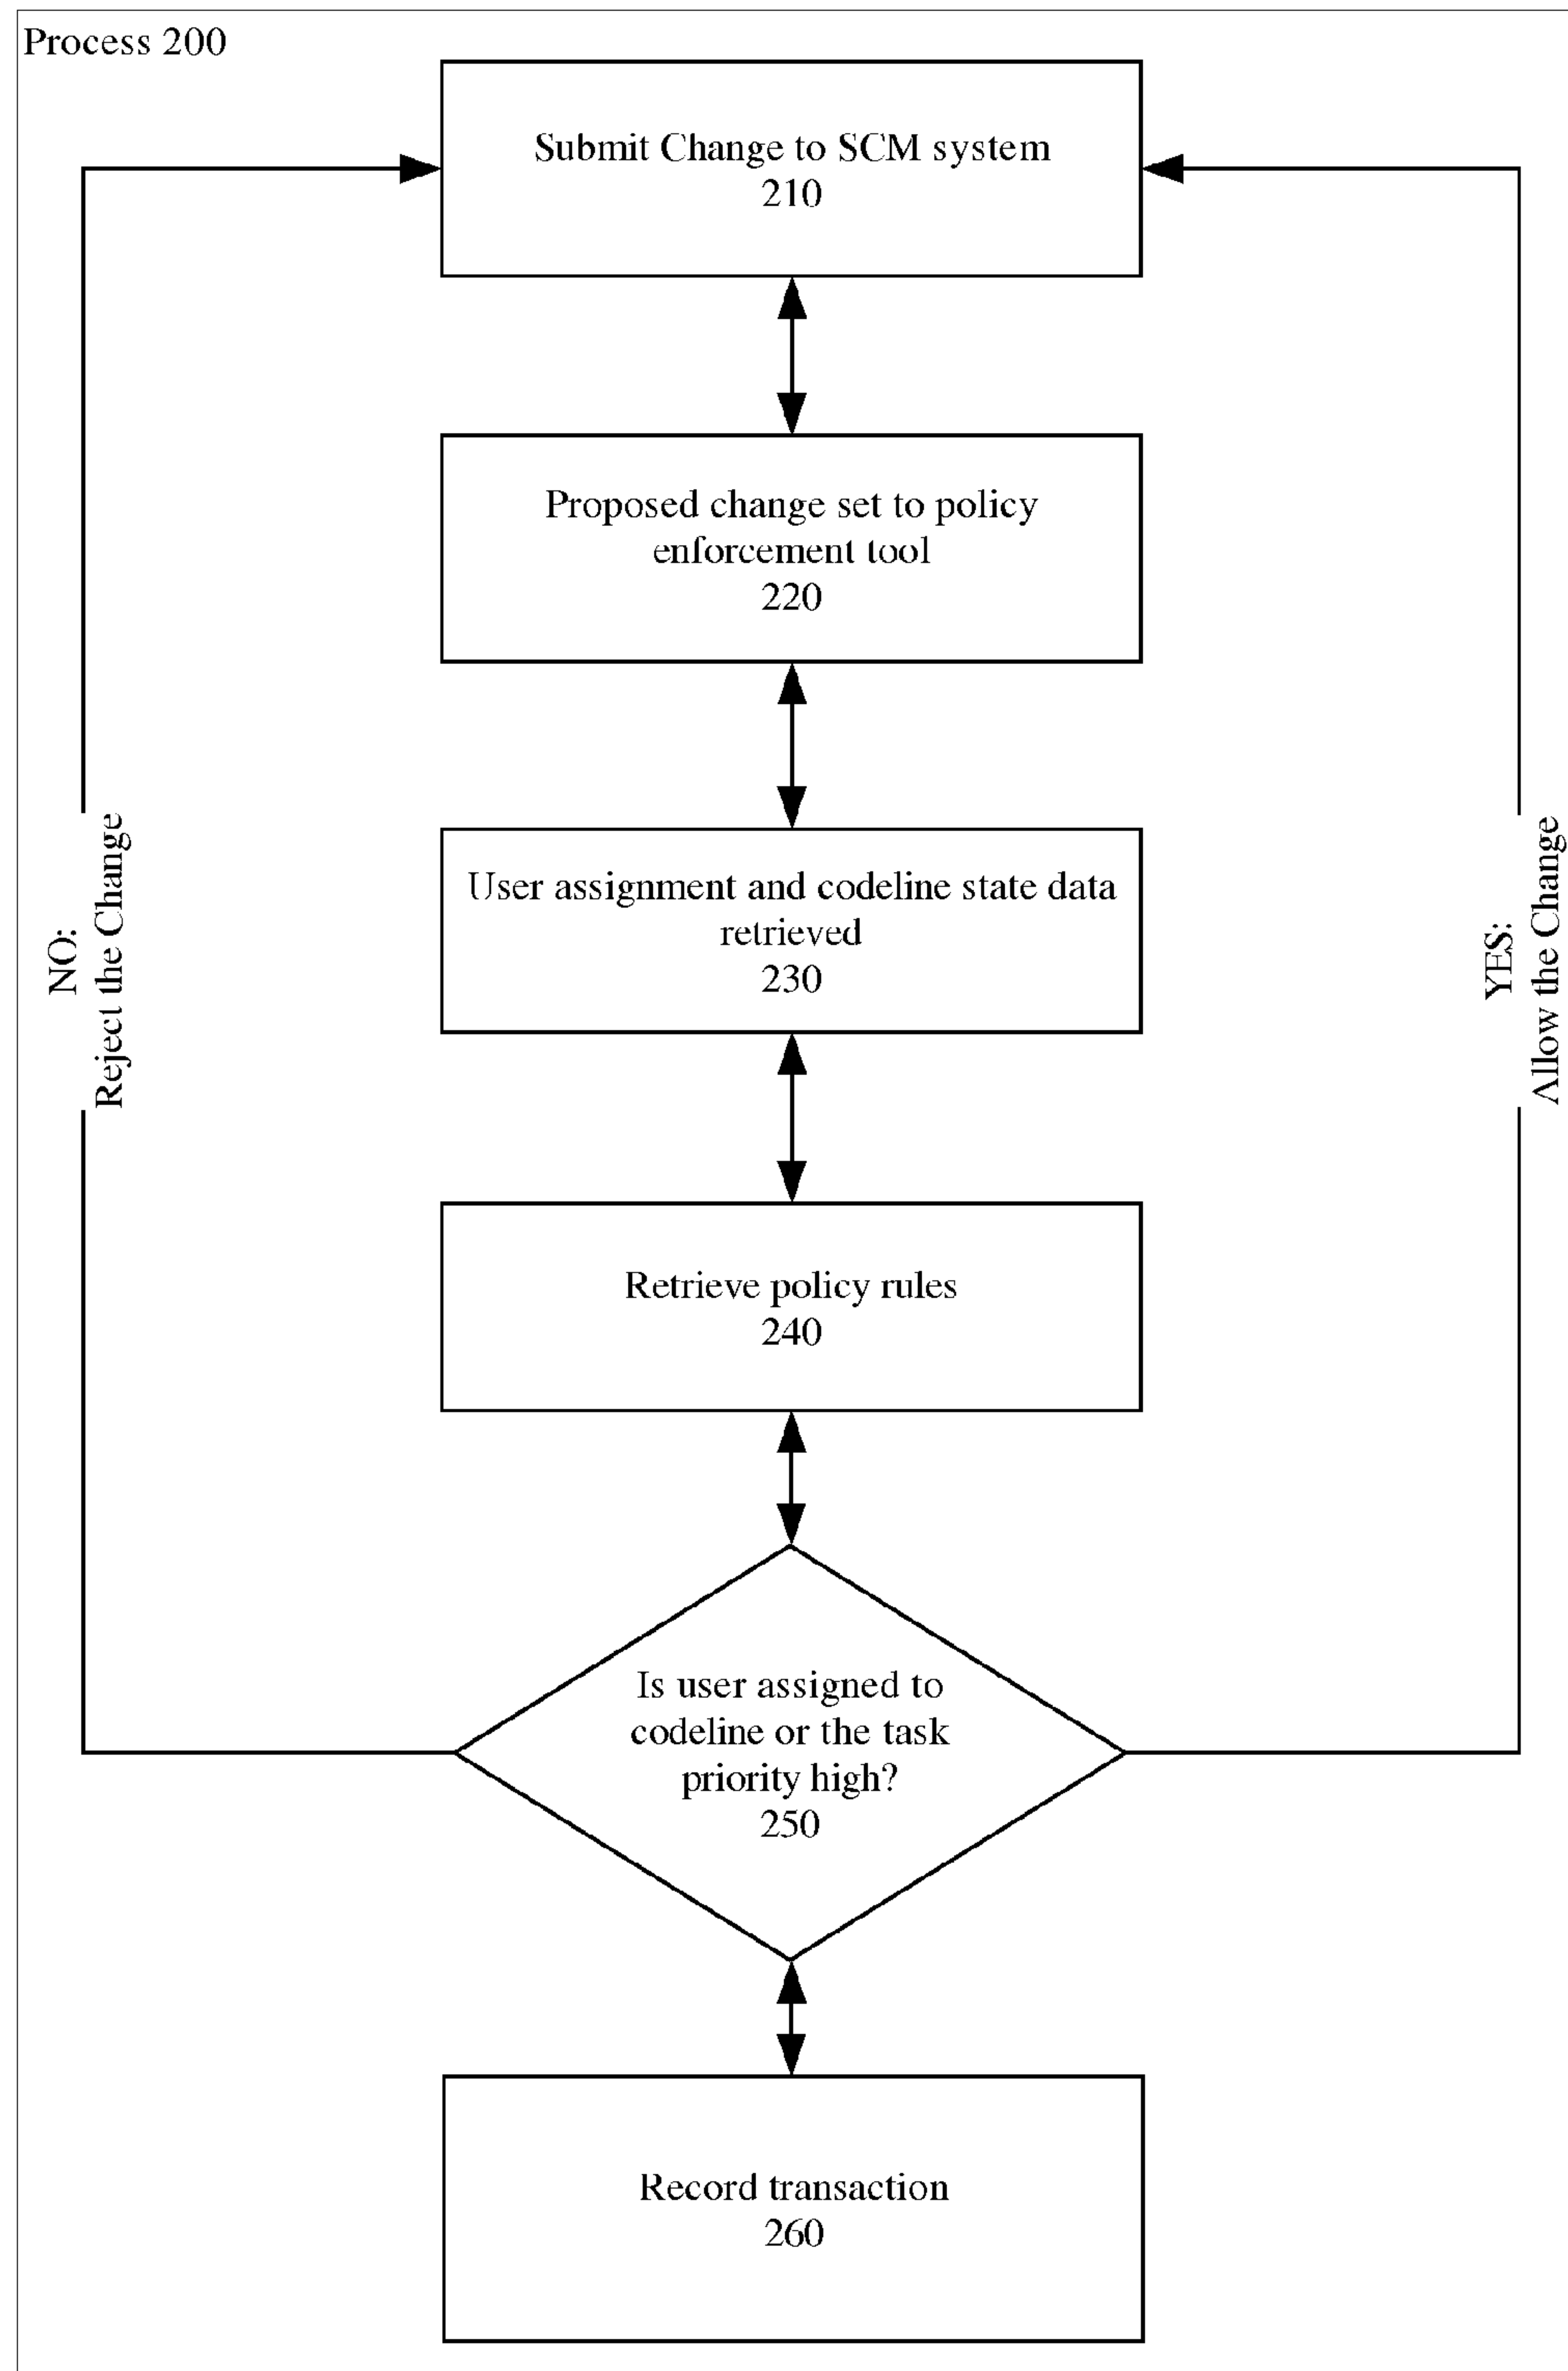 Process 200
Submit Change to SCM system
210
Proposed change set to policy
enforcement tool
220
User assignment and codeline state data
retrieved
230
NO:
Reject the Change
YES:
Allow the Change
Retrieve policy rules
240
Is user assigned to
codeline or the task
priority high?
250
Record transaction
260